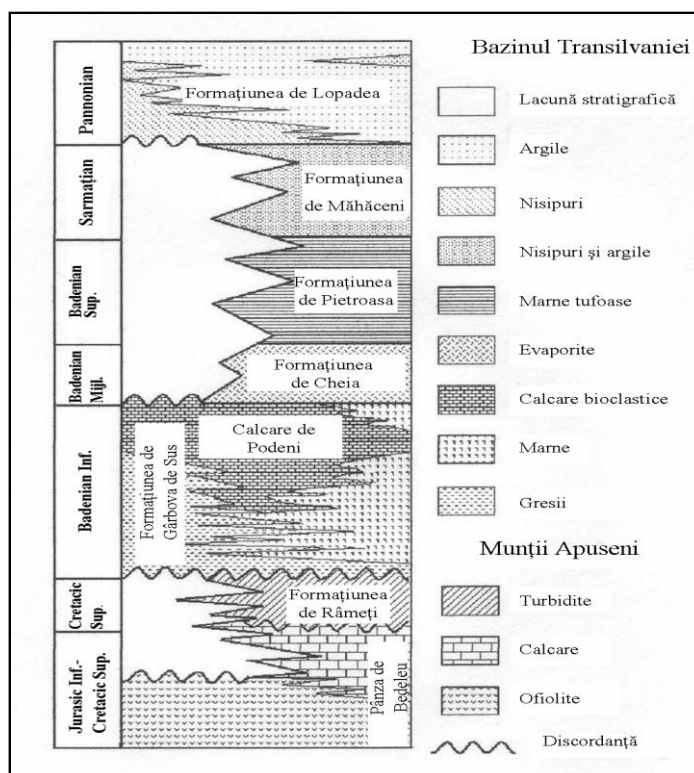 Pannonian
Sarmațian
Badenian
Sup.
Badenian
Mijl.
Badenian Inf.
Cretacic
Sup.
Jurasic Inf.-
Cretacic Sup.
Formațiunea de Lopadea
Formațiunea
de Măhăceni
Formațiunea
de Pietroasa
Formațiunea
de Cheia
Calcare de
Podeni
Formațiunea de
Gârbova de Sus
Formațiunea
de Râmeți
Pânza de
Bedeleu
Bazinul Transilvaniei
Lacună stratigrafică
Argile
Nisipuri
Nisipuri și argile
Marne tufoase
Evaporite
Calcare bioclastice
Marne
Gresii
Munții Apuseni
Turbidite
Calcare
Ofiolite
Discordanță